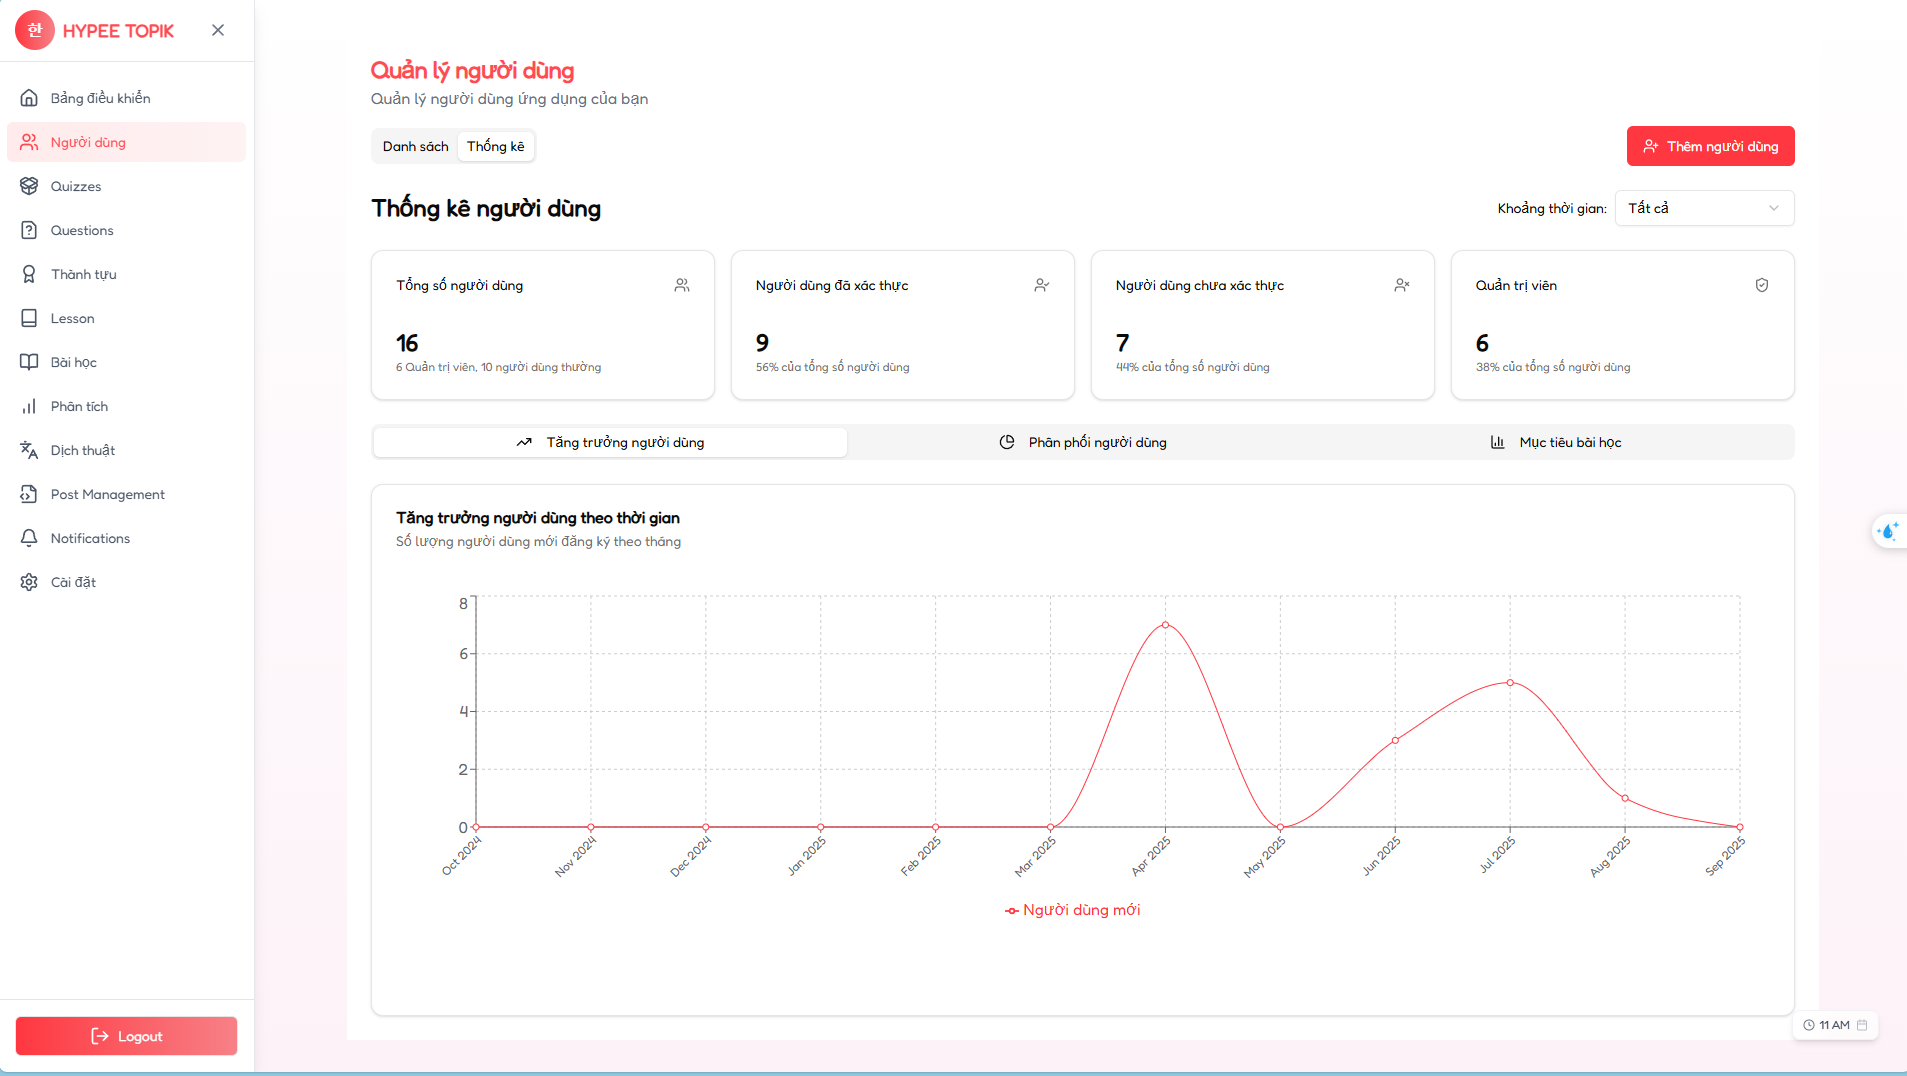 한 HYPEE TOPIK
Bảng điều khiển
Người dùng
Quizzes
Questions
Thành tựu
Lesson
Bài học
Phân tích
Dịch thuật
Post Management
Notifications
Cài đặt
Logout
Quản lý người dùng
Quản lý người dùng ứng dụng của bạn
Danh sách Thống kê
Thêm người dùng
Thống kê người dùng
Khoảng thời gian: Tất cả
Tổng số người dùng
16
6 Quản trị viên, 10 người dùng thường
Người dùng đã xác thực
9
56% của tổng số người dùng
Người dùng chưa xác thực
7
44% của tổng số người dùng
Quản trị viên
6
38% của tổng số người dùng
Tăng trưởng người dùng
Phân phối người dùng
Mục tiêu bài học
Tăng trưởng người dùng theo thời gian
Số lượng người dùng mới đăng ký theo tháng
8
6
4
2
0
Oct 2024
Nov 2024
Dec 2024
Jan 2025
Feb 2025
Mar 2025
Apr 2025
May 2025
Jun 2025
Jul 2025
Aug 2025
Sep 2025
Người dùng mới
11 AM